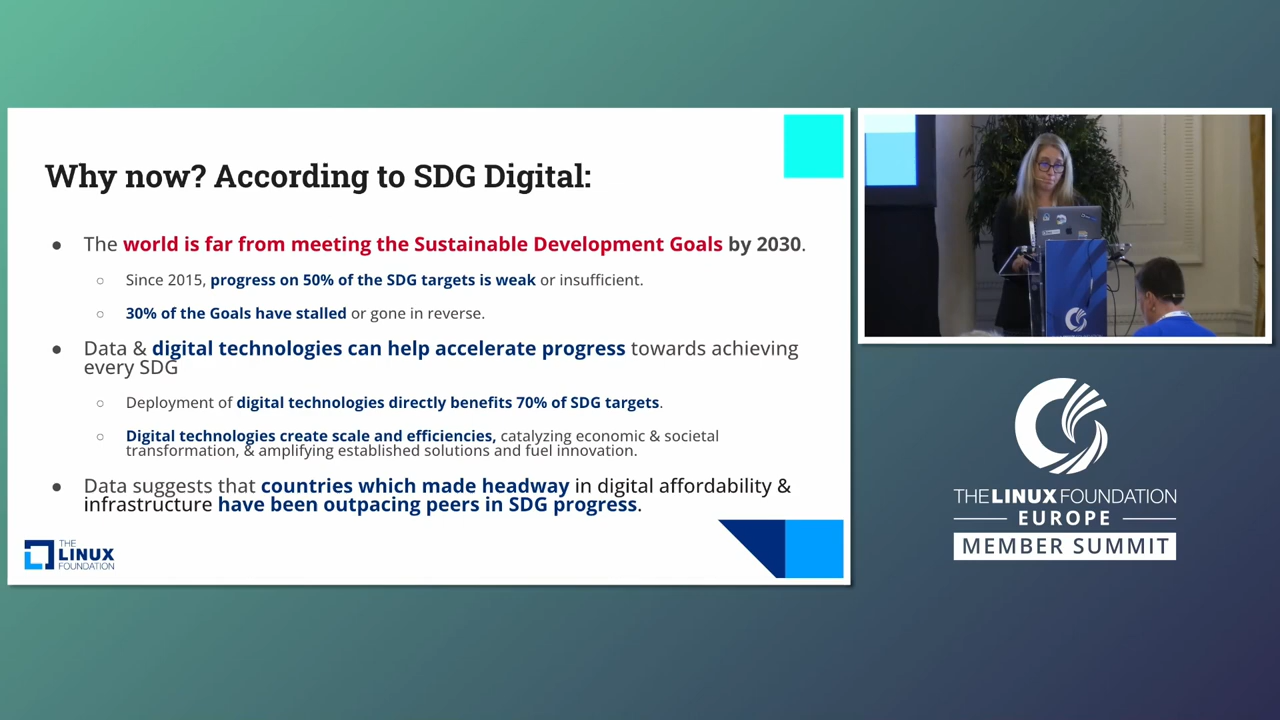 Why now? According to SDG Digital:
● The world is far from meeting the Sustainable Development Goals by 2030.
○ Since 2015, progress on 50% of the SDG targets is weak or insufficient.
○ 30% of the Goals have stalled or gone in reverse.
● Data & digital technologies can help accelerate progress towards achieving
every SDG
○ Deployment of digital technologies directly benefits 70% of SDG targets.
○ Digital technologies create scale and efficiencies, catalyzing economic & societal
transformation, & amplifying established solutions and fuel innovation.
● Data suggests that countries which made headway in digital affordability &
infrastructure have been outpacing peers in SDG progress.
THE
LINUX
FOUNDATION
THE LINUX FOUNDATION
EUROPE
MEMBER SUMMIT